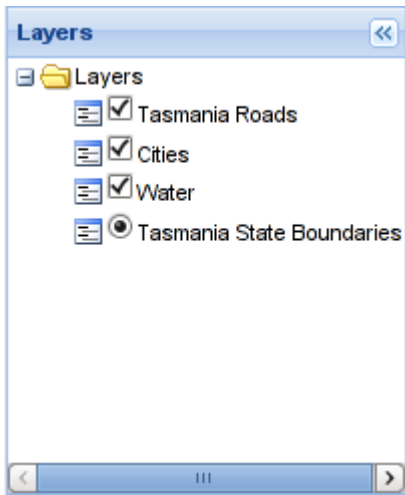 Layers
Layers
Tasmania Roads
Cities
Water
Tasmania State Boundaries